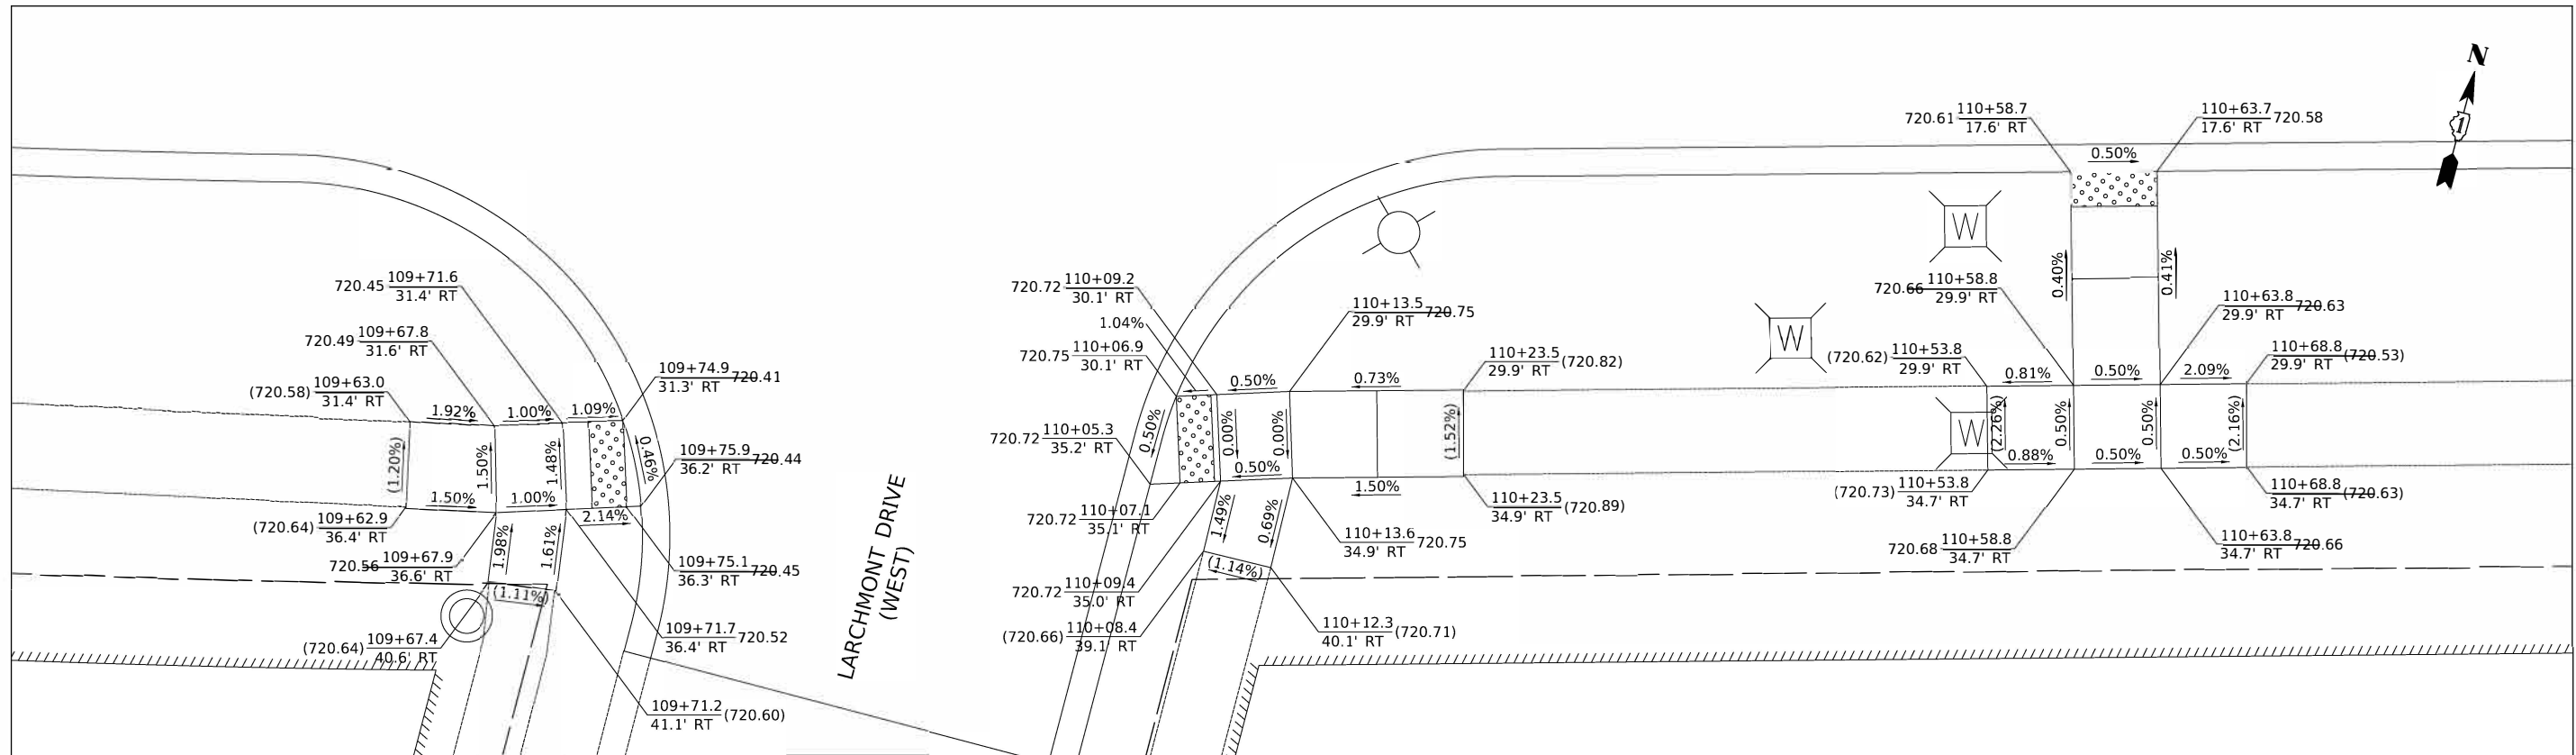 N
1
110+58.7
720.61
17.6' RT
110+63.7
720.58
17.6' RT
0.50%
W
0.40%
0.41%
109+71.6
720.45
31.4' RT
109+67.8
720.49
31.6' RT
109+63.0
(720.58)
31.4' RT
1.92%
1.00%
1.09%
109+74.9
720.41
31.3' RT
(1.20%)
1.50%
1.48%
0.46%
109+75.9
720.44
36.2' RT
1.50%
1.00%
2.14%
109+62.9
(720.64)
36.4' RT
109+67.9
720.56
36.6' RT
1.98%
1.61%
109+75.1
720.45
36.3' RT
(1.11%)
109+67.4
(720.64)
40.6' RT
109+71.7
720.52
36.4' RT
109+71.2
(720.60)
41.1' RT
LARCHMONT DRIVE
(WEST)
110+09.2
720.72
30.1' RT
1.04%
110+06.9
720.75
30.1' RT
110+13.5
720.75
29.9' RT
0.50%
0.73%
110+23.5
(720.82)
29.9' RT
110+05.3
720.72
35.2' RT
0.50%
0.00%
0.00%
(1.52%)
0.50%
1.50%
110+07.1
720.72
35.1' RT
1.49%
0.69%
110+23.5
(720.89)
34.9' RT
110+13.6
720.75
34.9' RT
110+09.4
720.72
35.0' RT
(1.14%)
110+08.4
(720.66)
39.1' RT
110+12.3
(720.71)
40.1' RT
W
110+58.8
720.66
29.9' RT
110+63.8
720.63
29.9' RT
110+53.8
(720.62)
29.9' RT
110+68.8
(720.53)
29.9' RT
0.81%
0.50%
2.09%
W
(2.26%)
0.50%
0.50%
(2.16%)
0.88%
0.50%
0.50%
110+53.8
(720.73)
34.7' RT
110+68.8
(720.63)
34.7' RT
110+58.8
720.68
34.7' RT
110+63.8
720.66
34.7' RT